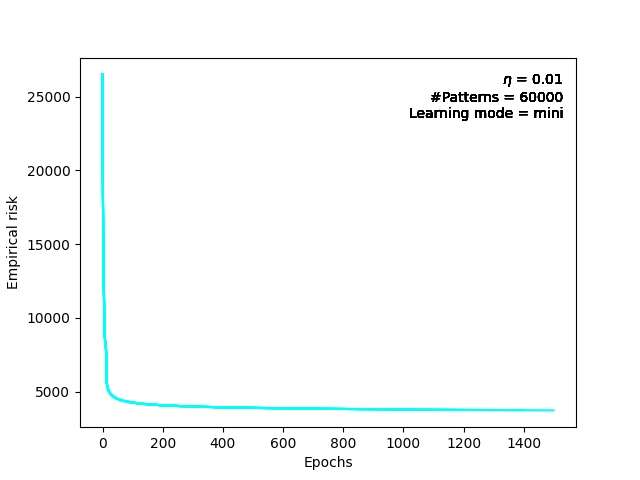 η = 0.01
#Patterns = 60000
Learning mode = mini
25000
20000
15000
10000
5000
Empirical risk
0 200 400 600 800 1000 1200 1400
Epochs